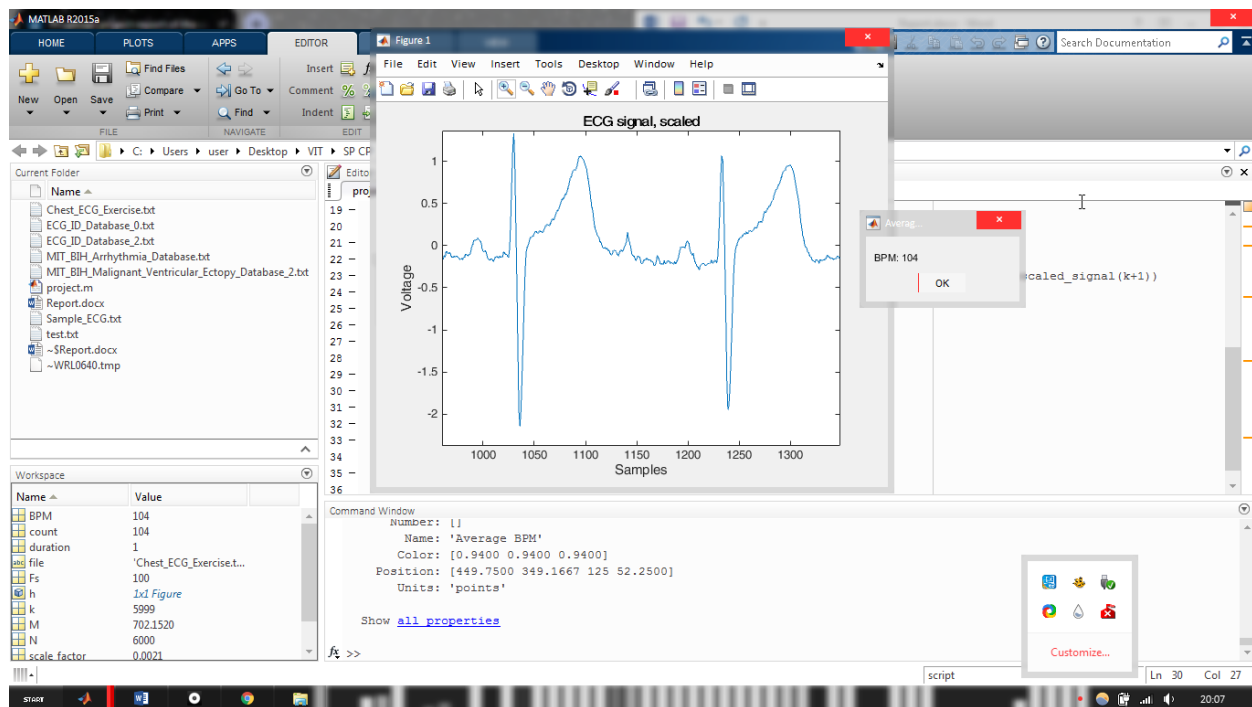 MATLAB R2015a
HOME PLOTS APPS EDITOR
Search Documentation
New Open Save
Find Files
Compare
Print
Go To
Find
Insert
Comment
Indent
FILE NAVIGATE EDIT
C: Users user Desktop VIT SP CP
Current Folder
Name
Chest_ECG_Exercise.txt
ECG_ID_Database_0.txt
ECG_ID_Database_2.txt
MIT_BIH_Arrhythmia_Database.txt
MIT_BIH_Malignant_Ventricular_Ectopy_Database_2.txt
project.m
Report.docx
Sample_ECG.txt
test.txt
~$Report.docx
~WRL0640.tmp
Workspace
Name Value
BPM 104
count 104
duration 1
file 'Chest_ECG_Exercise.t...
Fs 100
h 1x1 Figure
k 5999
M 702.1520
N 6000
scale factor 0.0021
Edito
proj
19
20
21
22
23
24
25
26
27
28
29
30
31
32
33
34
35
36
Figure 1
File Edit View Insert Tools Desktop Window Help
ECG signal, scaled
Voltage
1
0.5
0
-0.5
-1
-1.5
-2
1000 1050 1100 1150 1200 1250 1300
Samples
Averag...
BPM: 104
OK
scaled_signal(k+1))
Command Window
Number: []
Name: 'Average BPM'
Color: [0.9400 0.9400 0.9400]
Position: [449.7500 349.1667 125 52.2500]
Units: 'points'
Show all properties
fx >>
Customize...
script
Ln 30 Col 27
START
20:07